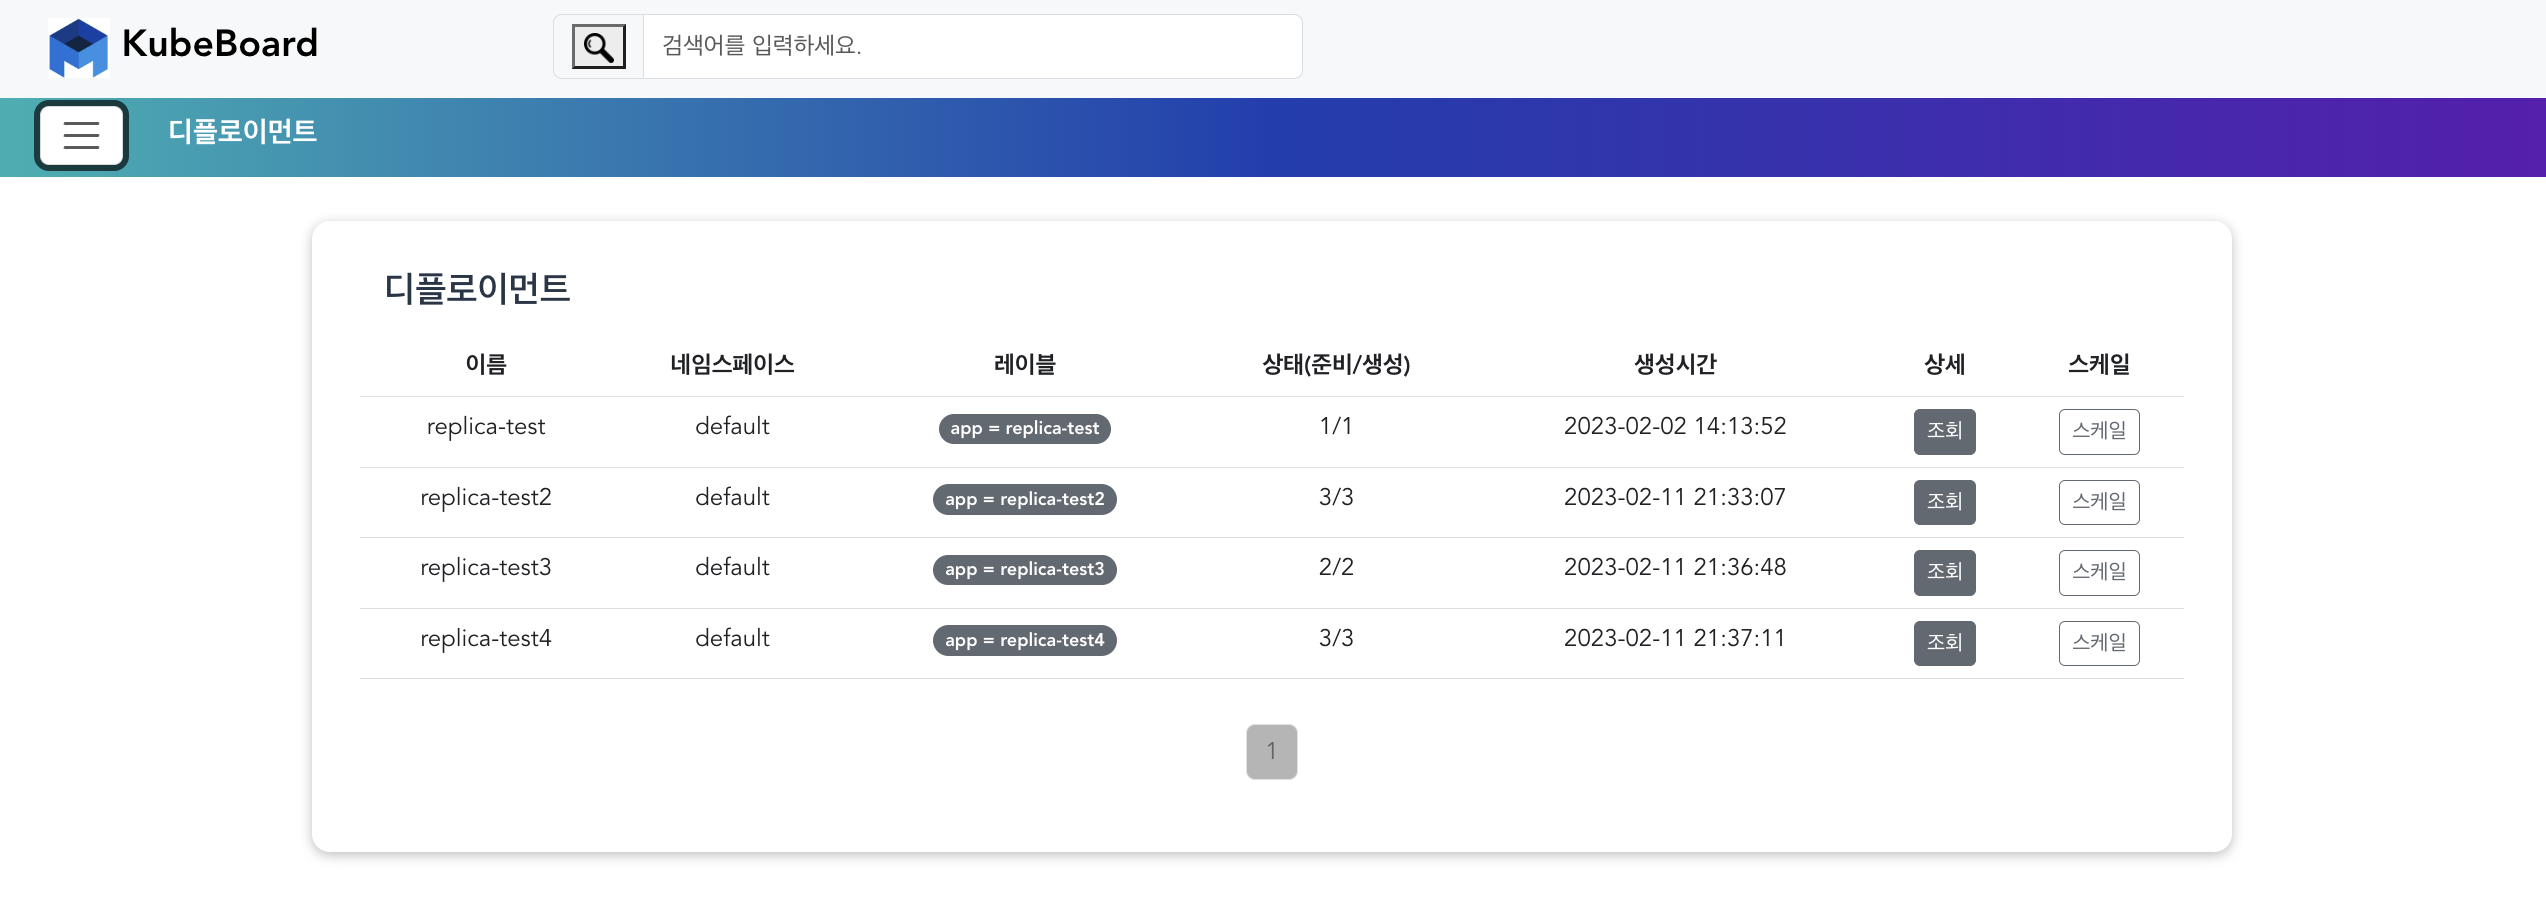 KubeBoard
검색어를 입력하세요.
디플로이먼트
디플로이먼트
이름 네임스페이스 레이블 상태(준비/생성) 생성시간 상세 스케일
replica-test default app = replica-test 1/1 2023-02-02 14:13:52 조회 스케일
replica-test2 default app = replica-test2 3/3 2023-02-11 21:33:07 조회 스케일
replica-test3 default app = replica-test3 2/2 2023-02-11 21:36:48 조회 스케일
replica-test4 default app = replica-test4 3/3 2023-02-11 21:37:11 조회 스케일
1